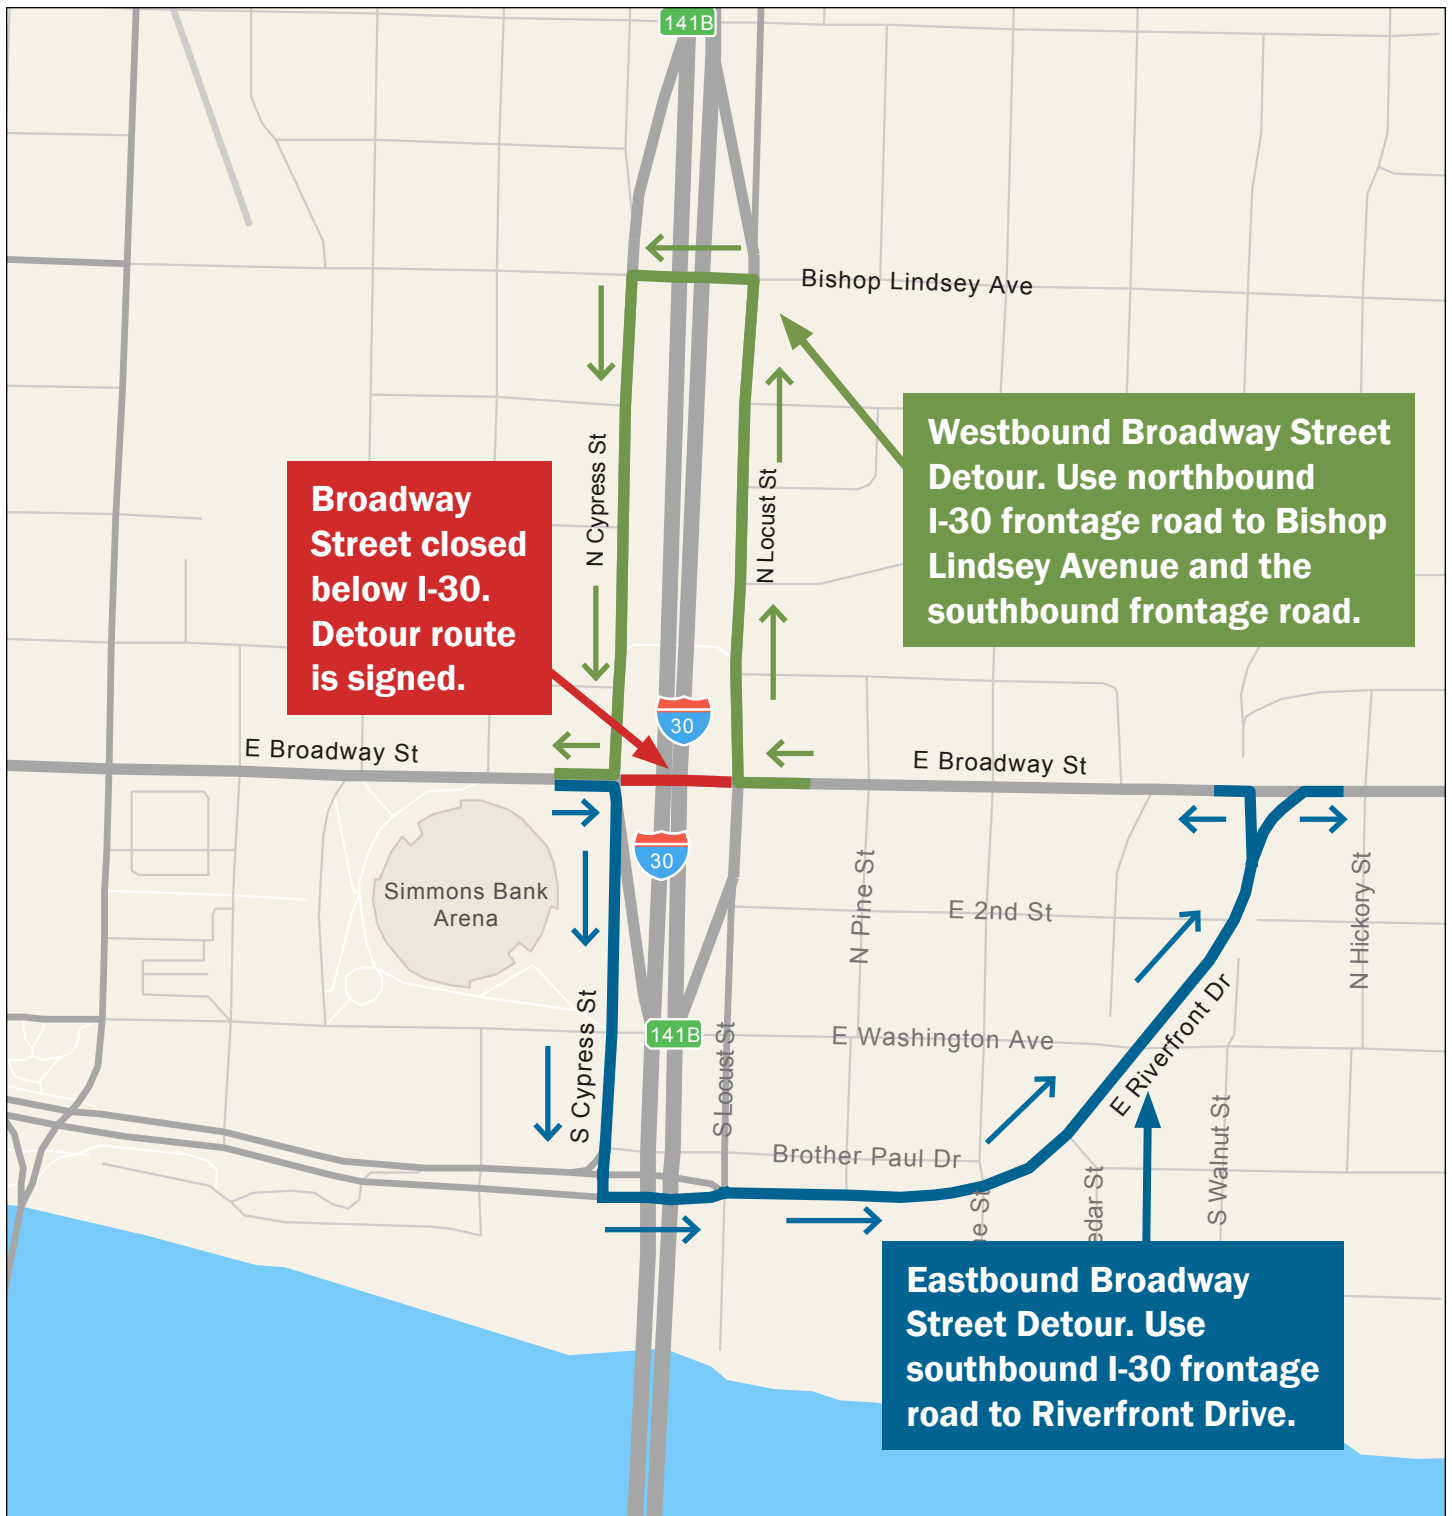 141B
Bishop Lindsey Ave
Westbound Broadway Street
Detour. Use northbound
I-30 frontage road to Bishop
Lindsey Avenue and the
southbound frontage road.
N Cypress St
N Locust St
Broadway
Street closed
below I-30.
Detour route
is signed.
30
E Broadway St
E Broadway St
30
Simmons Bank
Arena
N Pine St
E 2nd St
N Hickory St
S Cypress St
141B
S Locust St
E Washington Ave
E Riverfront Dr
Brother Paul Dr
S Walnut St
ne St
edar St
Eastbound Broadway
Street Detour. Use
southbound I-30 frontage
road to Riverfront Drive.